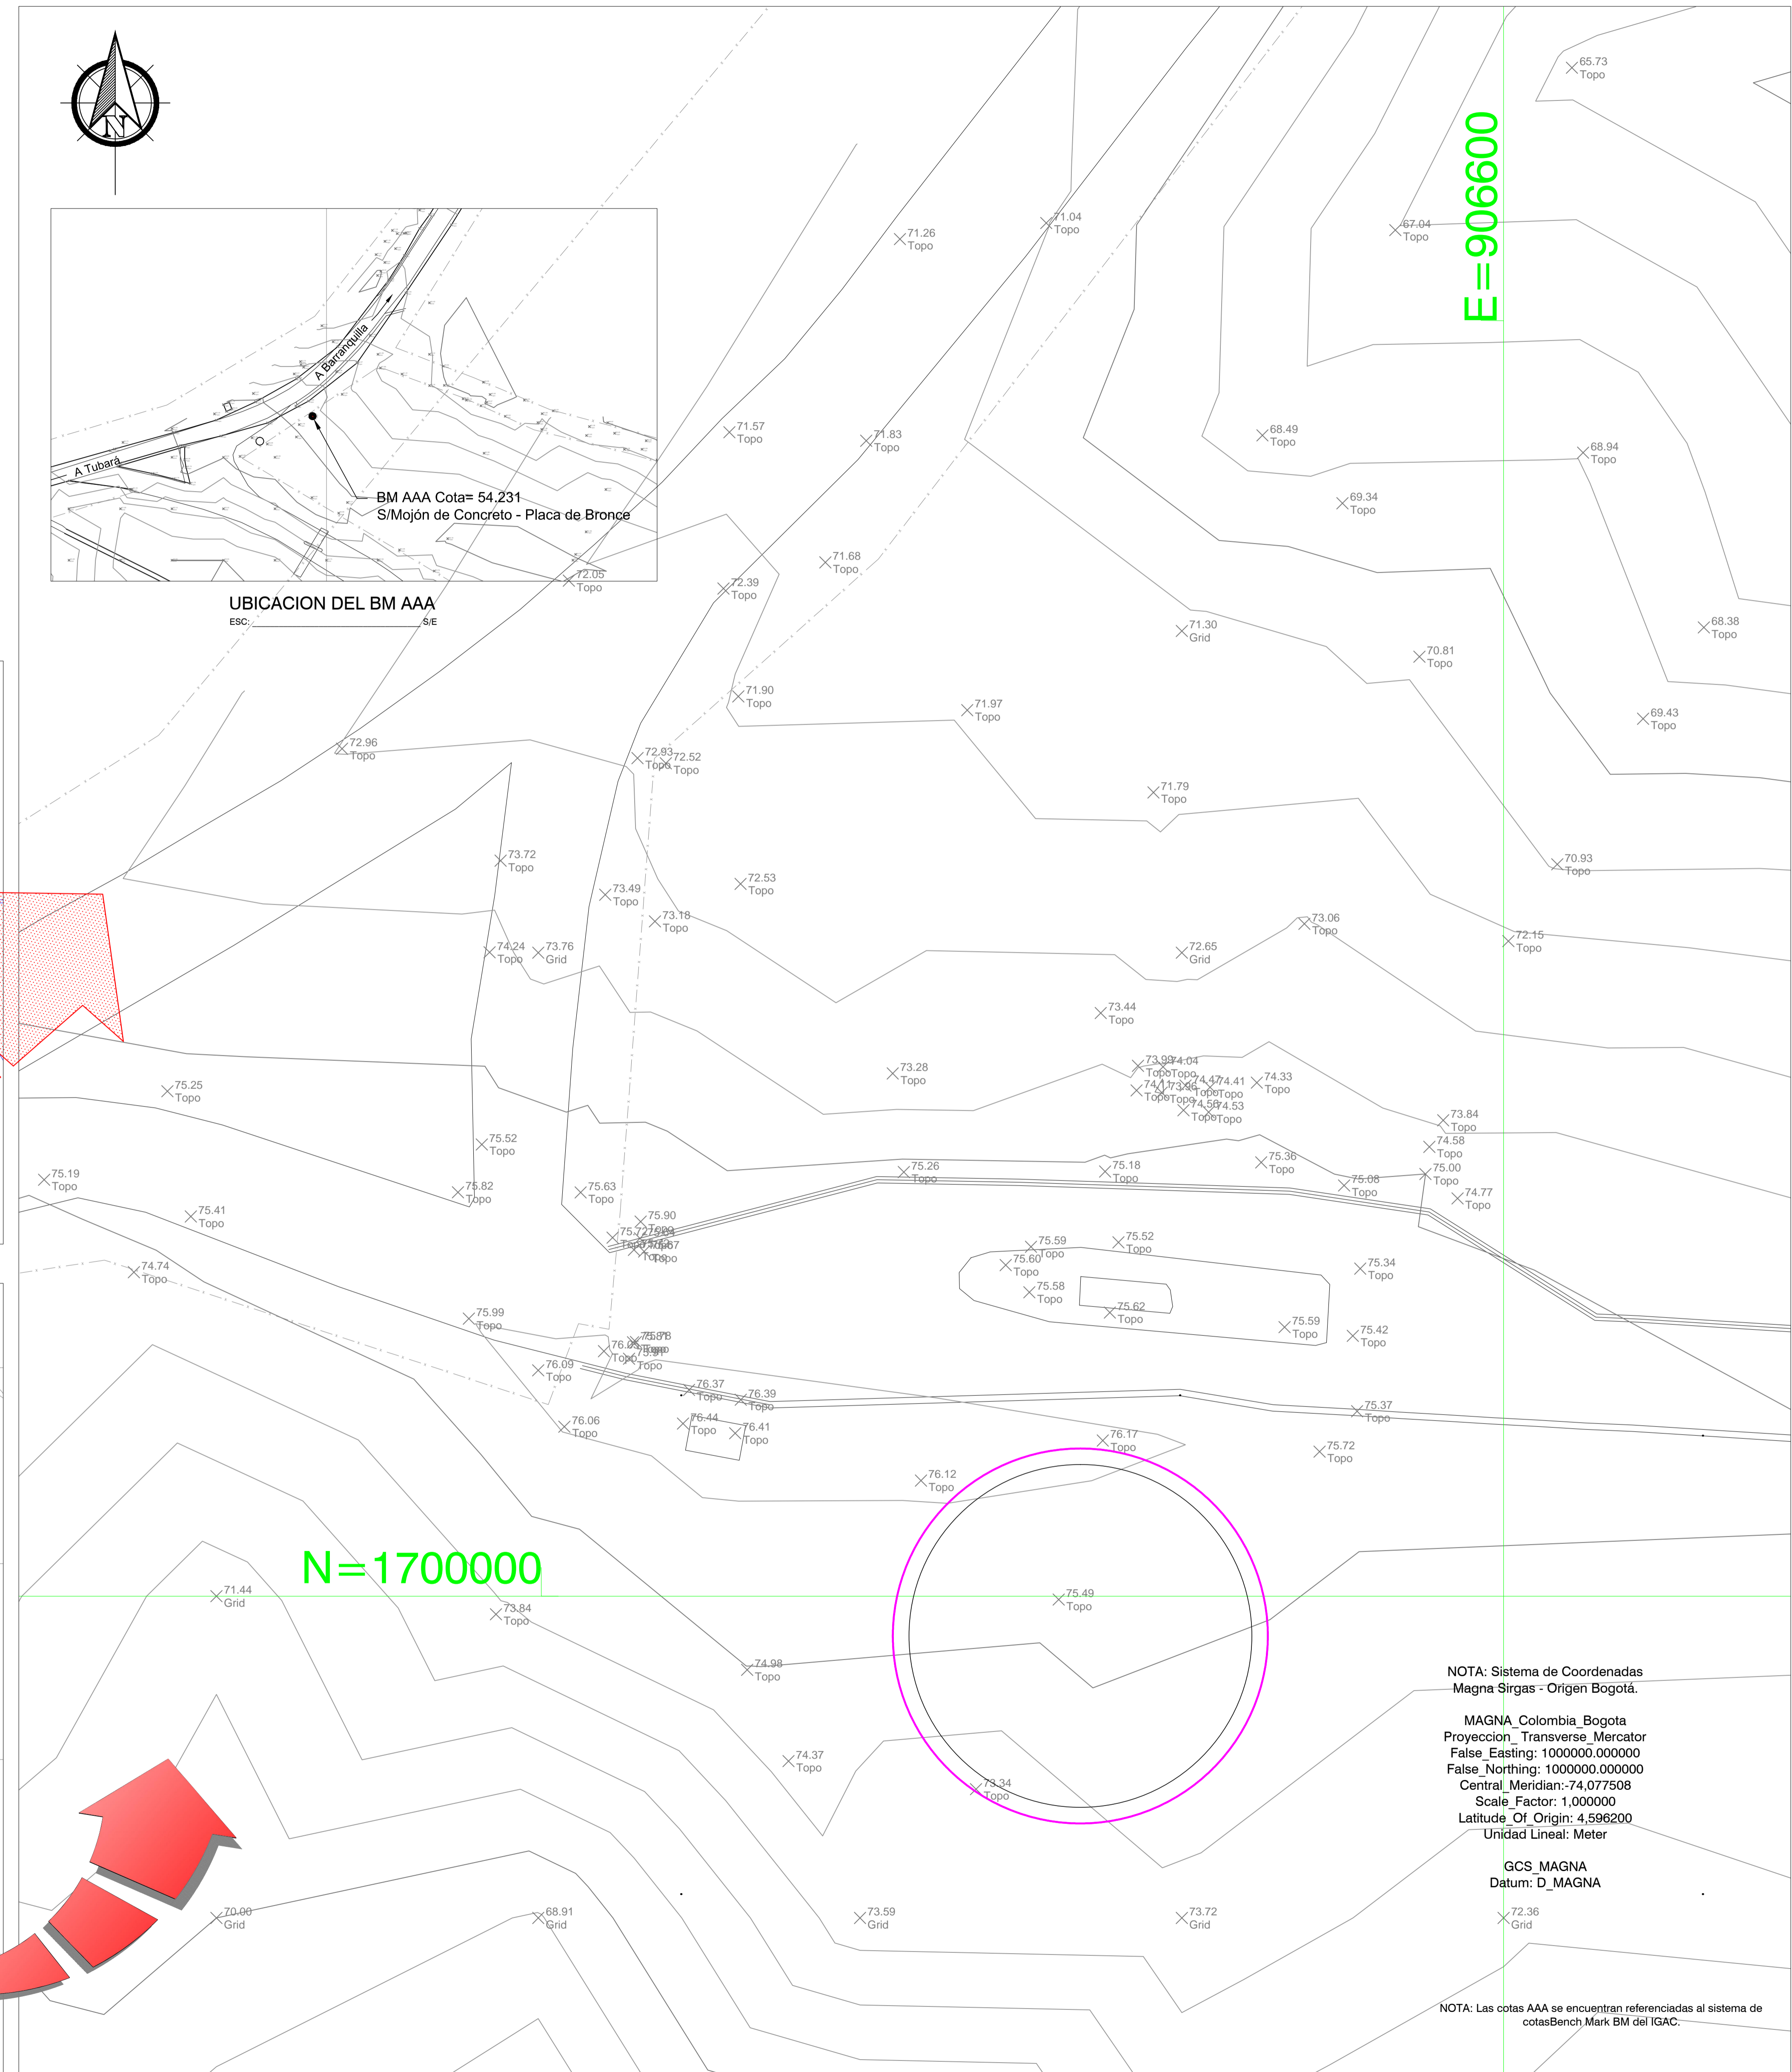 N
65.73
Topo
E=906600
71.26
Topo
71.04
Topo
67.04
Topo
A Barranquilla
A Tubará
BM AAA Cota= 54.231
S/Mojón de Concreto - Placa de Bronce
71.57
Topo
71.83
Topo
68.49
Topo
68.94
Topo
69.34
Topo
71.68
Topo
72.05
Topo
72.39
Topo
UBICACION DEL BM AAA
ESC: S/E
71.30
Grid
68.38
Topo
70.81
Topo
71.90
Topo
71.97
Topo
69.43
Topo
72.96
Topo
72.93
Topo
72.52
Topo
71.79
Topo
73.72
Topo
70.93
Topo
72.53
Topo
73.49
Topo
73.18
Topo
73.06
Topo
72.15
Topo
74.24
Topo
73.76
Grid
72.65
Grid
73.44
Topo
73.28
Topo
73.99
Topo
74.04
Topo
74.33
Topo
74.47
Topo
74.41
Topo
74.53
Topo
75.25
Topo
73.84
Topo
75.52
Topo
74.58
Topo
75.19
Topo
75.82
Topo
75.63
Topo
75.26
Topo
75.18
Topo
75.36
Topo
75.08
Topo
75.00
Topo
74.77
Topo
75.41
Topo
75.90
Topo
75.59
Topo
75.52
Topo
74.74
Topo
75.60
Topo
75.34
Topo
75.58
Topo
75.62
Topo
75.59
Topo
75.42
Topo
75.99
Topo
76.09
Topo
76.37
Topo
76.39
Topo
75.37
Topo
76.06
Topo
76.44
Topo
76.41
Topo
76.17
Topo
75.72
Topo
76.12
Topo
N=1700000
71.44
Grid
73.84
Topo
75.49
Topo
74.98
Topo
NOTA: Sistema de Coordenadas
Magna Sirgas - Origen Bogotá.
MAGNA_Colombia_Bogota
Proyeccion_ Transverse_Mercator
False_Easting: 1000000.000000
False_Northing: 1000000.000000
Central_Meridian:-74,077508
Scale_Factor: 1,000000
Latitude_Of_Origin: 4,596200
Unidad Lineal: Meter
GCS_MAGNA
Datum: D_MAGNA
74.37
Topo
73.34
Topo
70.00
Grid
68.91
Grid
73.59
Grid
73.72
Grid
72.36
Grid
NOTA: Las cotas AAA se encuentran referenciadas al sistema de
cotasBench Mark BM del IGAC.